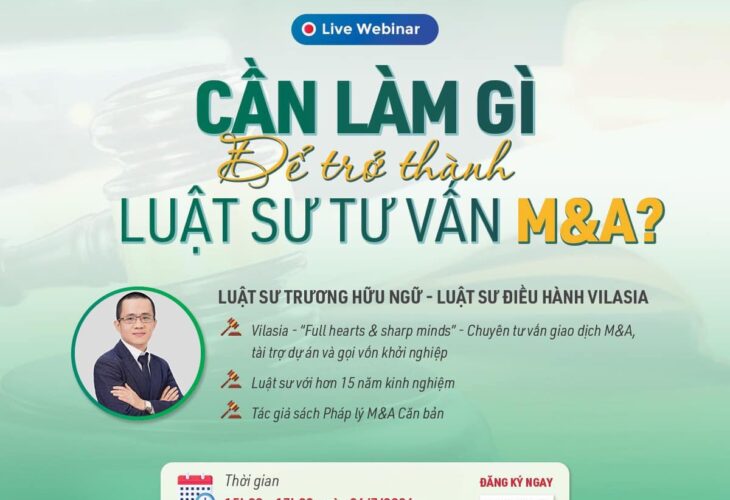 Live Webinar
CẦN LÀM GÌ
Để trở thành
LUẬT SƯ TƯ VẤN M&A?
LUẬT SƯ TRƯƠNG HỮU NGỮ - LUẬT SƯ ĐIỀU HÀNH VILASIA
Vilasia - “Full hearts & sharp minds” - Chuyên tư vấn giao dịch M&A,
tài trợ dự án và gọi vốn khởi nghiệp
Luật sư với hơn 15 năm kinh nghiệm
Tác giả sách Pháp lý M&A Căn bản
Thời gian
ĐĂNG KÝ NGAY